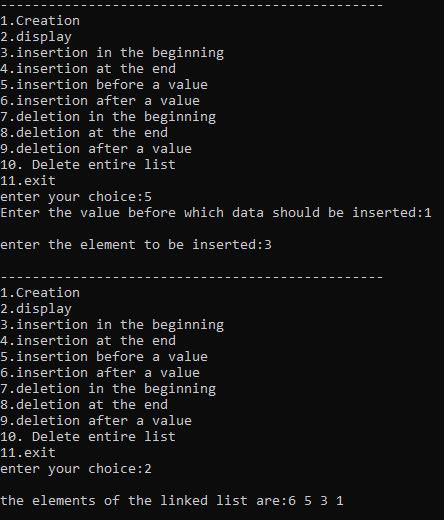 ------------------------------------------------
1.Creation
2.display
3.insertion in the beginning
4.insertion at the end
5.insertion before a value
6.insertion after a value
7.deletion in the beginning
8.deletion at the end
9.deletion after a value
10. Delete entire list
11.exit
enter your choice:5
Enter the value before which data should be inserted:1
enter the element to be inserted:3
------------------------------------------------
1.Creation
2.display
3.insertion in the beginning
4.insertion at the end
5.insertion before a value
6.insertion after a value
7.deletion in the beginning
8.deletion at the end
9.deletion after a value
10. Delete entire list
11.exit
enter your choice:2
the elements of the linked list are:6 5 3 1